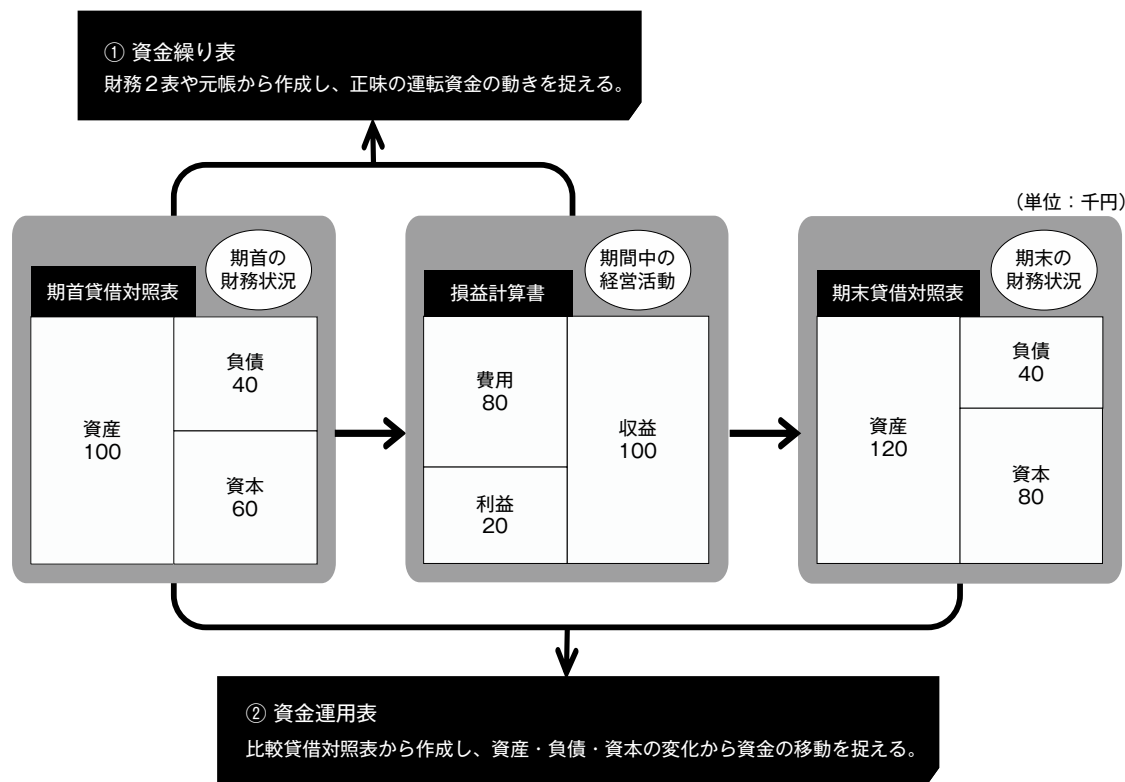 ① 資金繰り表
財務２表や元帳から作成し、正味の運転資金の動きを捉える。
（単位：千円）
期首の
財務状況
期首貸借対照表
資産
100
負債
40
資本
60
期間中の
経営活動
損益計算書
費用
80
利益
20
収益
100
期末の
財務状況
期末貸借対照表
資産
120
負債
40
資本
80
② 資金運用表
比較貸借対照表から作成し、資産・負債・資本の変化から資金の移動を捉える。